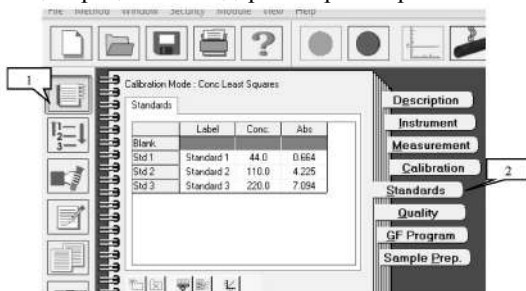 File Method Window Security Module View Help
1
Calibration Mode : Conc Least Squares
Standards
Label Conc. Abs
Blank
Std 1 Standard 1 44.0 0.664
Std 2 Standard 2 110.0 4.225
Std 3 Standard 3 220.0 7.094
Description
Instrument
Measurement
Calibration
Standards
2
Quality
GF Program
Sample Prep.